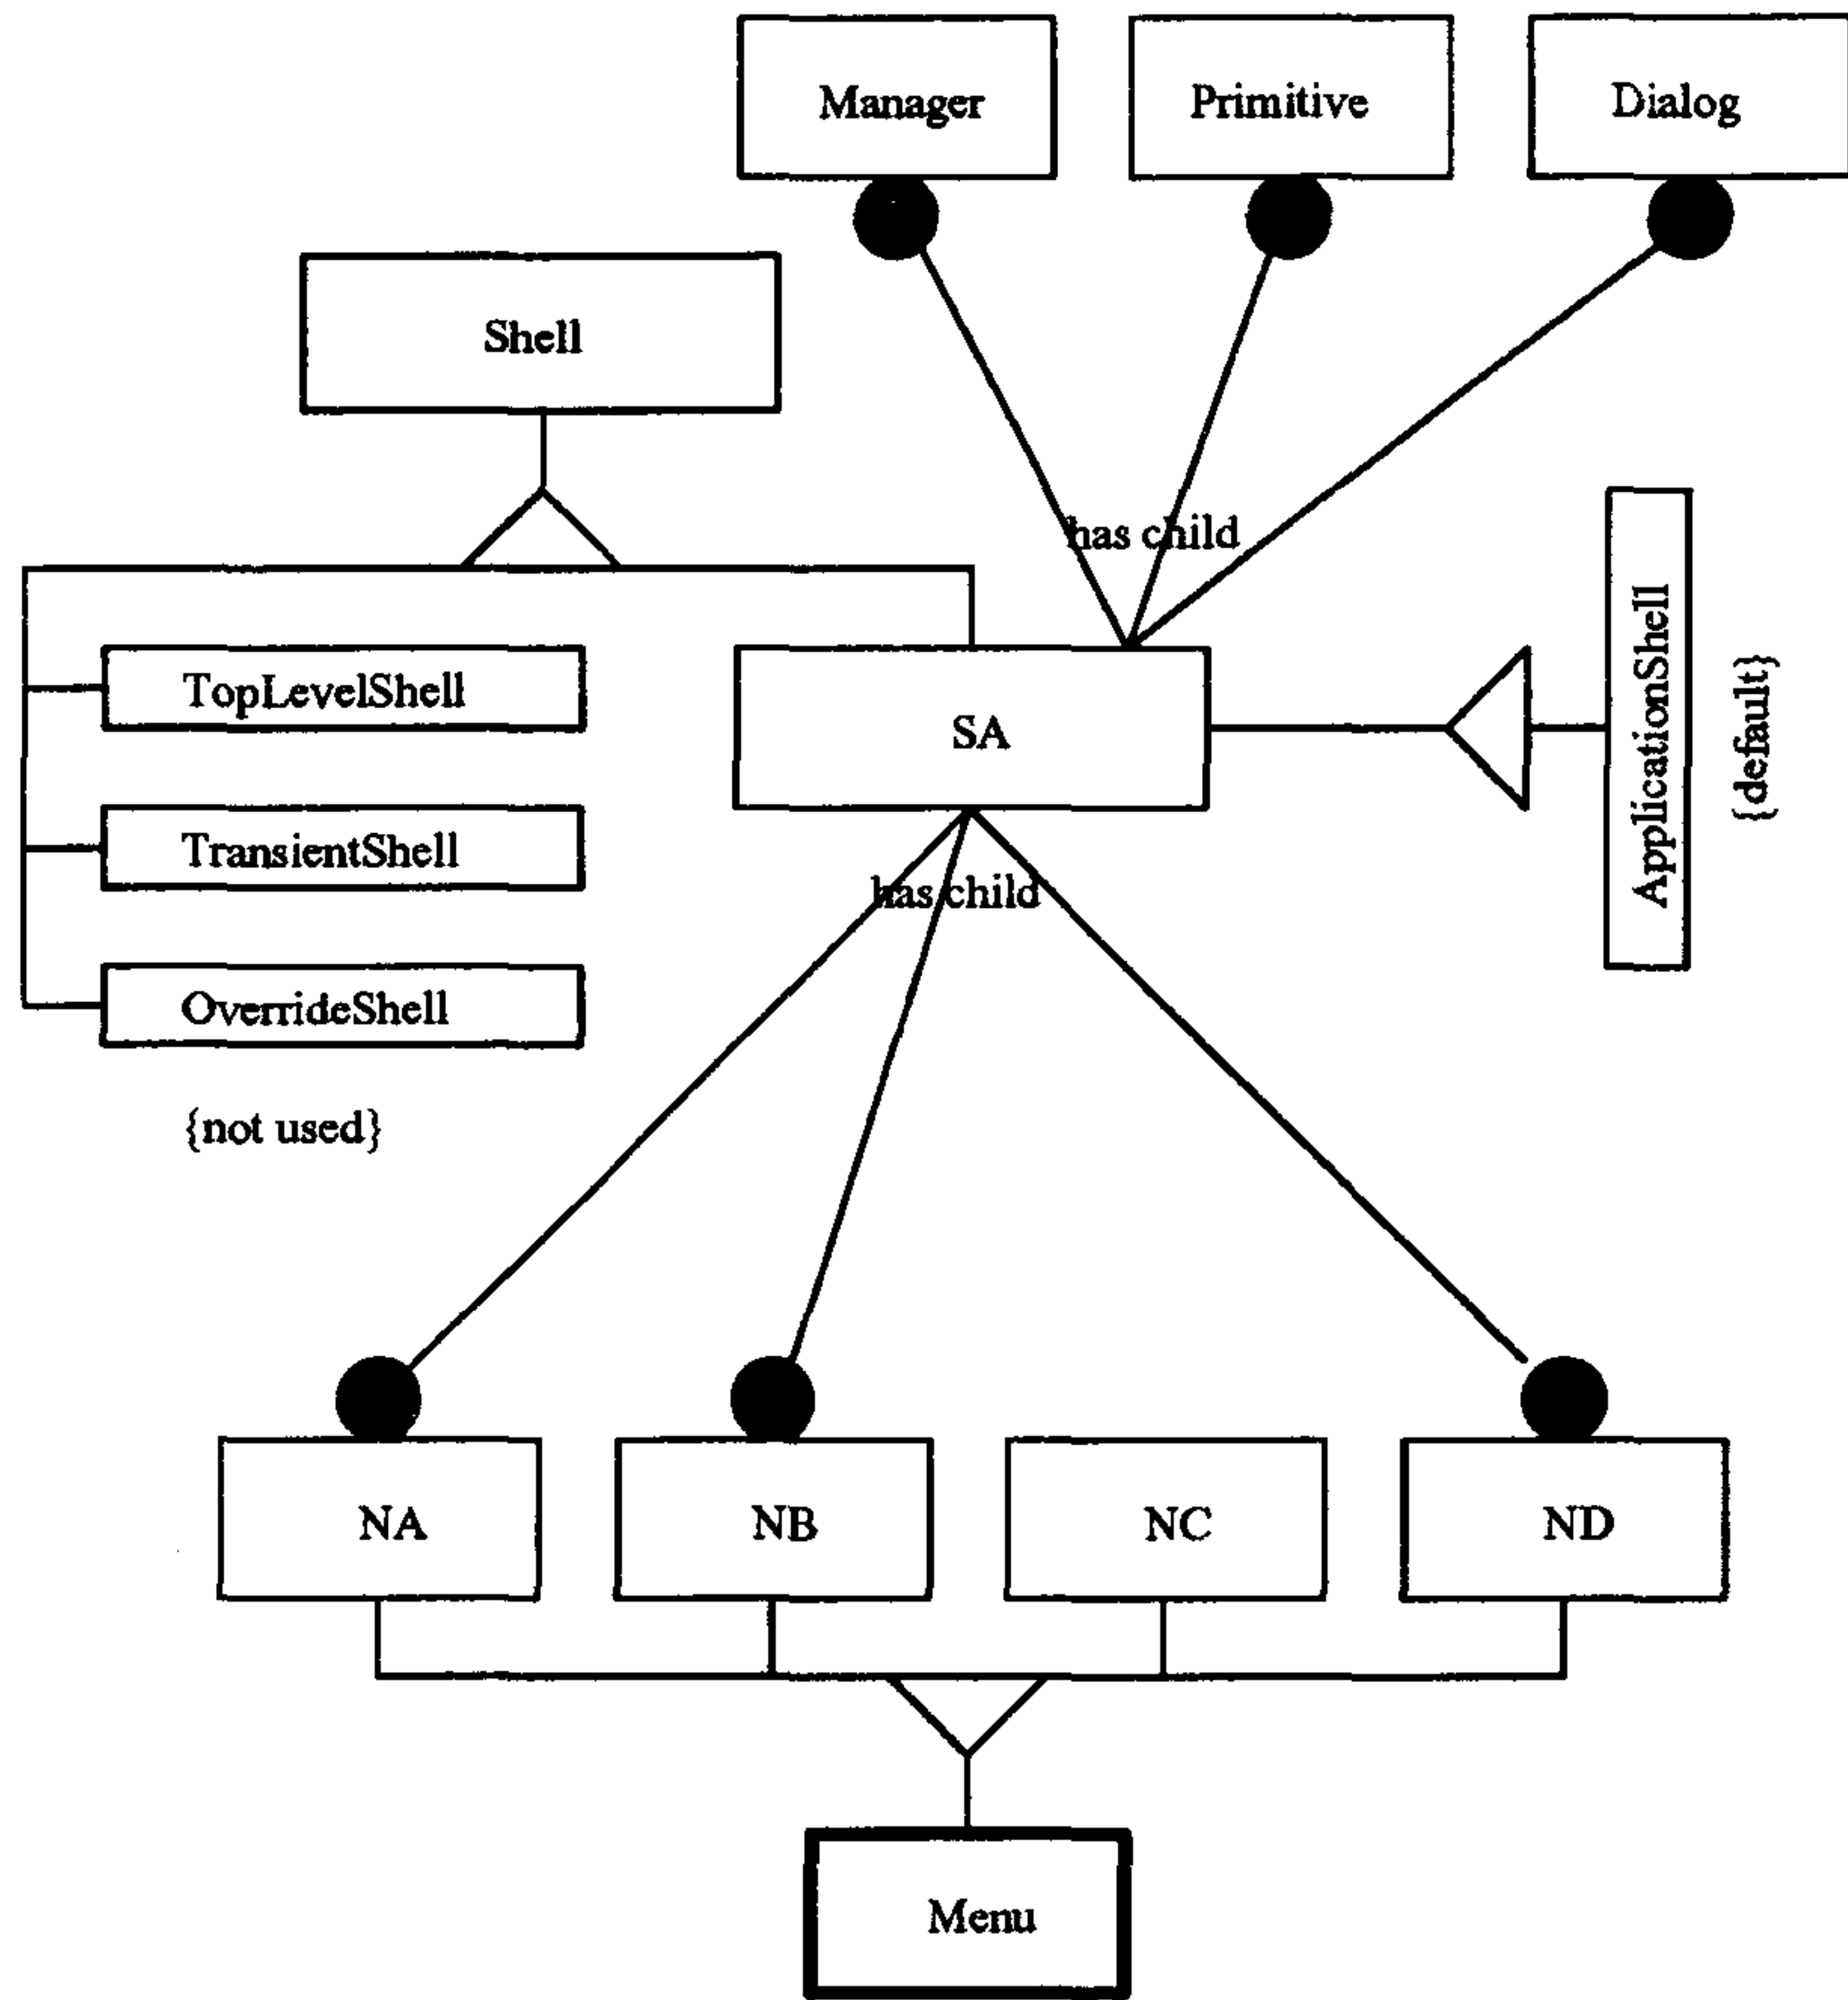 Manager
Primitive
Dialog
Shell
has child
TopLevelShell
SA
ApplicationShell
{default}
TransientShell
has child
OverrideShell
{not used}
NA
NB
NC
ND
Menu